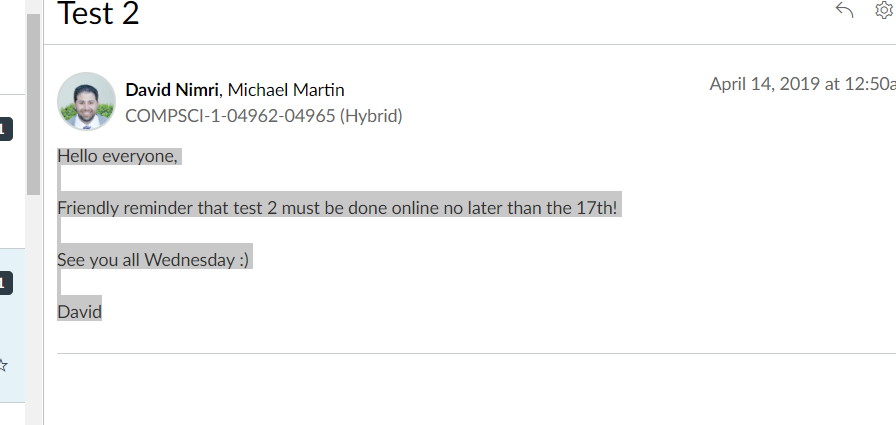 Test 2
David Nimri, Michael Martin
April 14, 2019 at 12:50a
COMPSCI-1-04962-04965 (Hybrid)
1
Hello everyone,
Friendly reminder that test 2 must be done online no later than the 17th!
See you all Wednesday :)
1
David